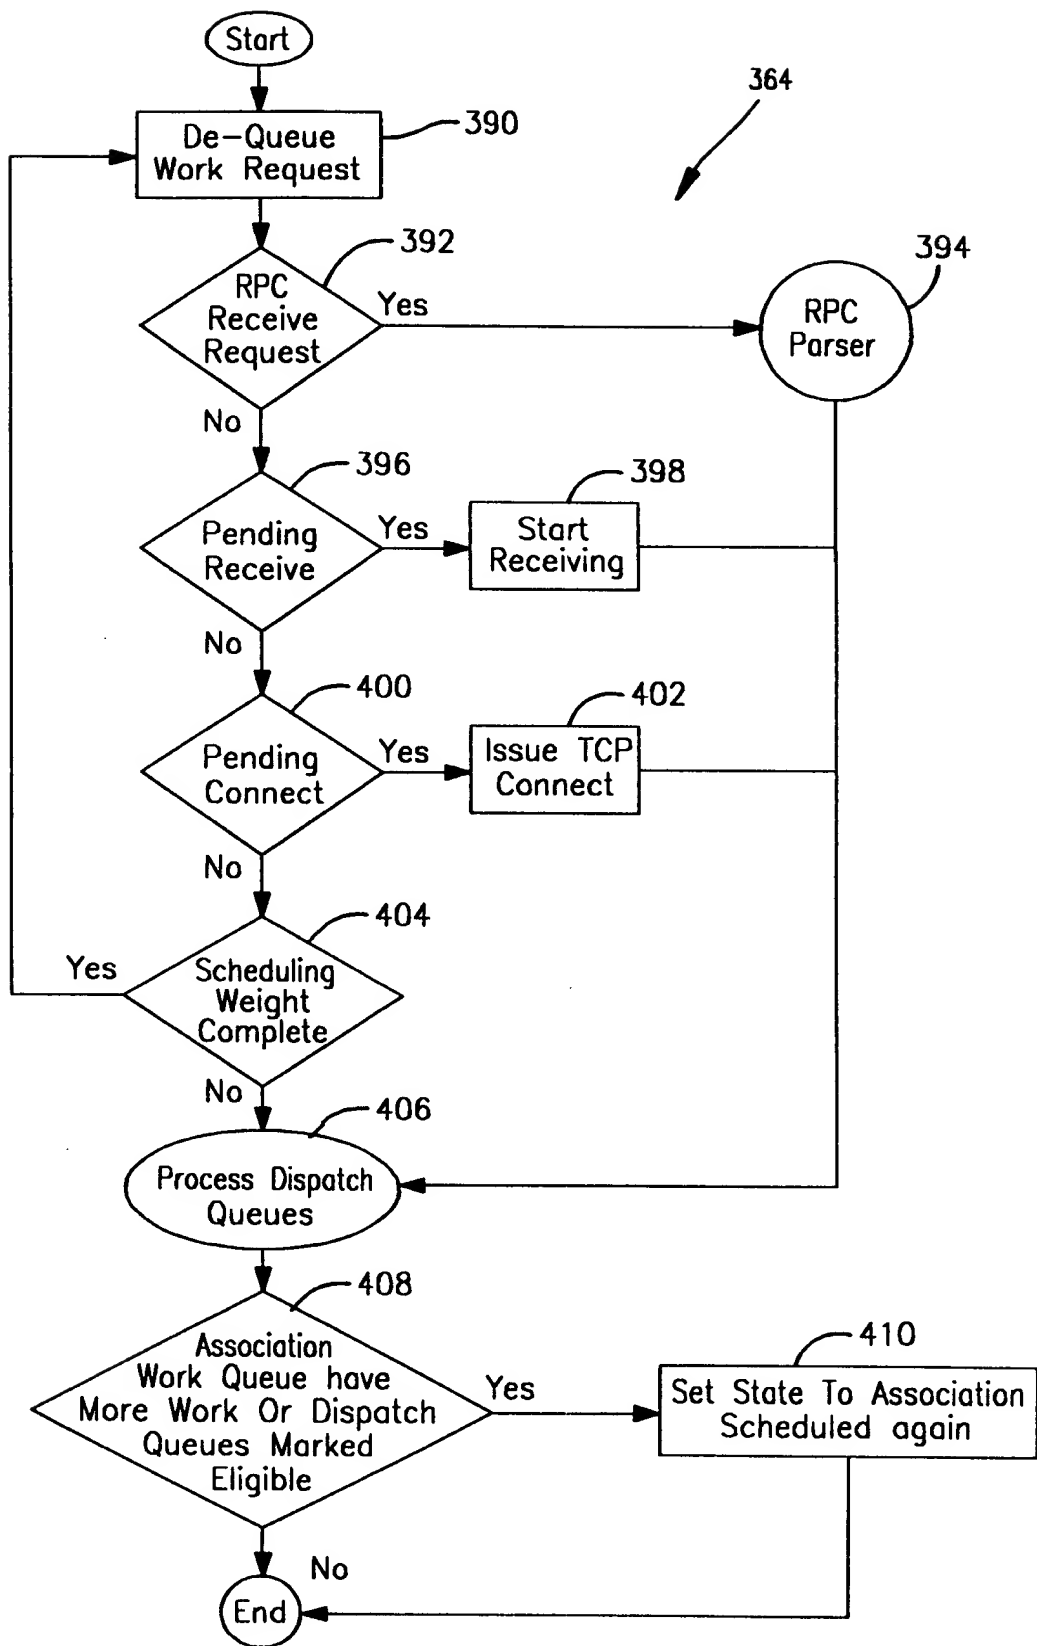 Start
364
De-Queue
Work Request
390
392
RPC
Receive
Request
Yes
394
RPC
Parser
No
396
Pending
Receive
Yes
398
Start
Receiving
No
400
Pending
Connect
Yes
402
Issue TCP
Connect
No
404
Yes
Scheduling
Weight
Complete
No
406
Process Dispatch
Queues
408
Association
Work Queue have
More Work Or Dispatch
Queues Marked
Eligible
Yes
410
Set State To Association
Scheduled again
No
End